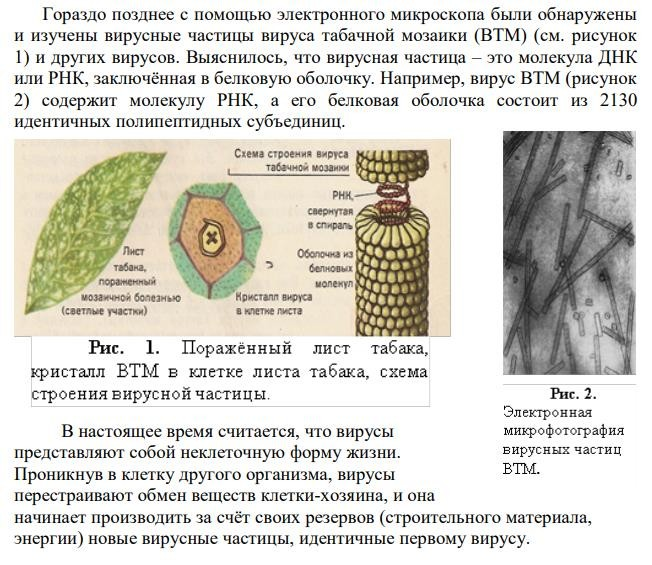 Гораздо позднее с помощью электронного микроскопа были обнаружены
и изучены вирусные частицы вируса табачной мозаики (ВТМ) (см. рисунок
1) и других вирусов. Выяснилось, что вирусная частица – это молекула ДНК
или РНК, заключённая в белковую оболочку. Например, вирус ВТМ (рисунок
2) содержит молекулу РНК, а его белковая оболочка состоит из 2130
идентичных полипептидных субъединиц.
Схема строения вируса
табачной мозаики
РНК,
свернутая
в спираль
Лист
табака,
пораженный
мозаичной болезнью
(светлые участки)
Оболочка из
белковых
молекул
Кристалл вируса
в клетке листа
Рис. 1. Поражённый лист табака,
кристалл ВТМ в клетке листа табака, схема
строения вирусной частицы.
Рис. 2.
Электронная
микрофотография
вирусных частиц
ВТМ.
В настоящее время считается, что вирусы
представляют собой неклеточную форму жизни.
Проникнув в клетку другого организма, вирусы
перестраивают обмен веществ клетки-хозяина, и она
начинает производить за счёт своих резервов (строительного материала,
энергии) новые вирусные частицы, идентичные первому вирусу.